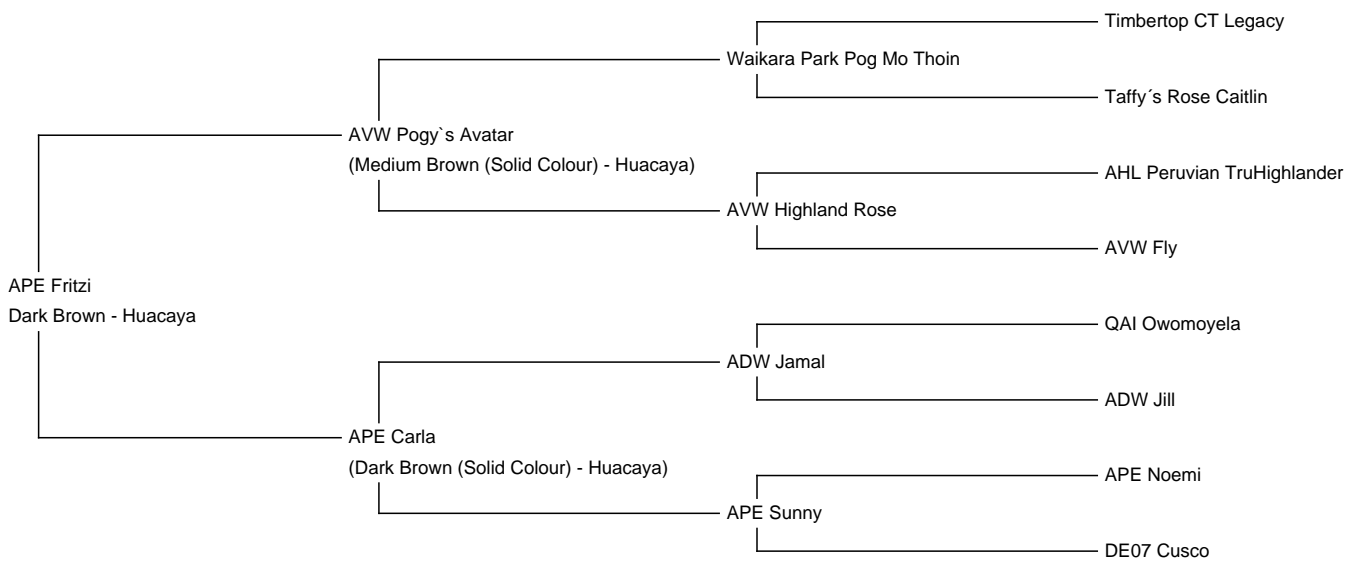 Timbertop CT Legacy
Waikara Park Pog Mo Thoin
Taffy´s Rose Caitlin
AVW Pogy`s Avatar
(Medium Brown (Solid Colour) - Huacaya)
AHL Peruvian TruHighlander
AVW Highland Rose
AVW Fly
APE Fritzi
Dark Brown - Huacaya
QAI Owomoyela
ADW Jamal
ADW Jill
APE Carla
(Dark Brown (Solid Colour) - Huacaya)
APE Noemi
APE Sunny
DE07 Cusco